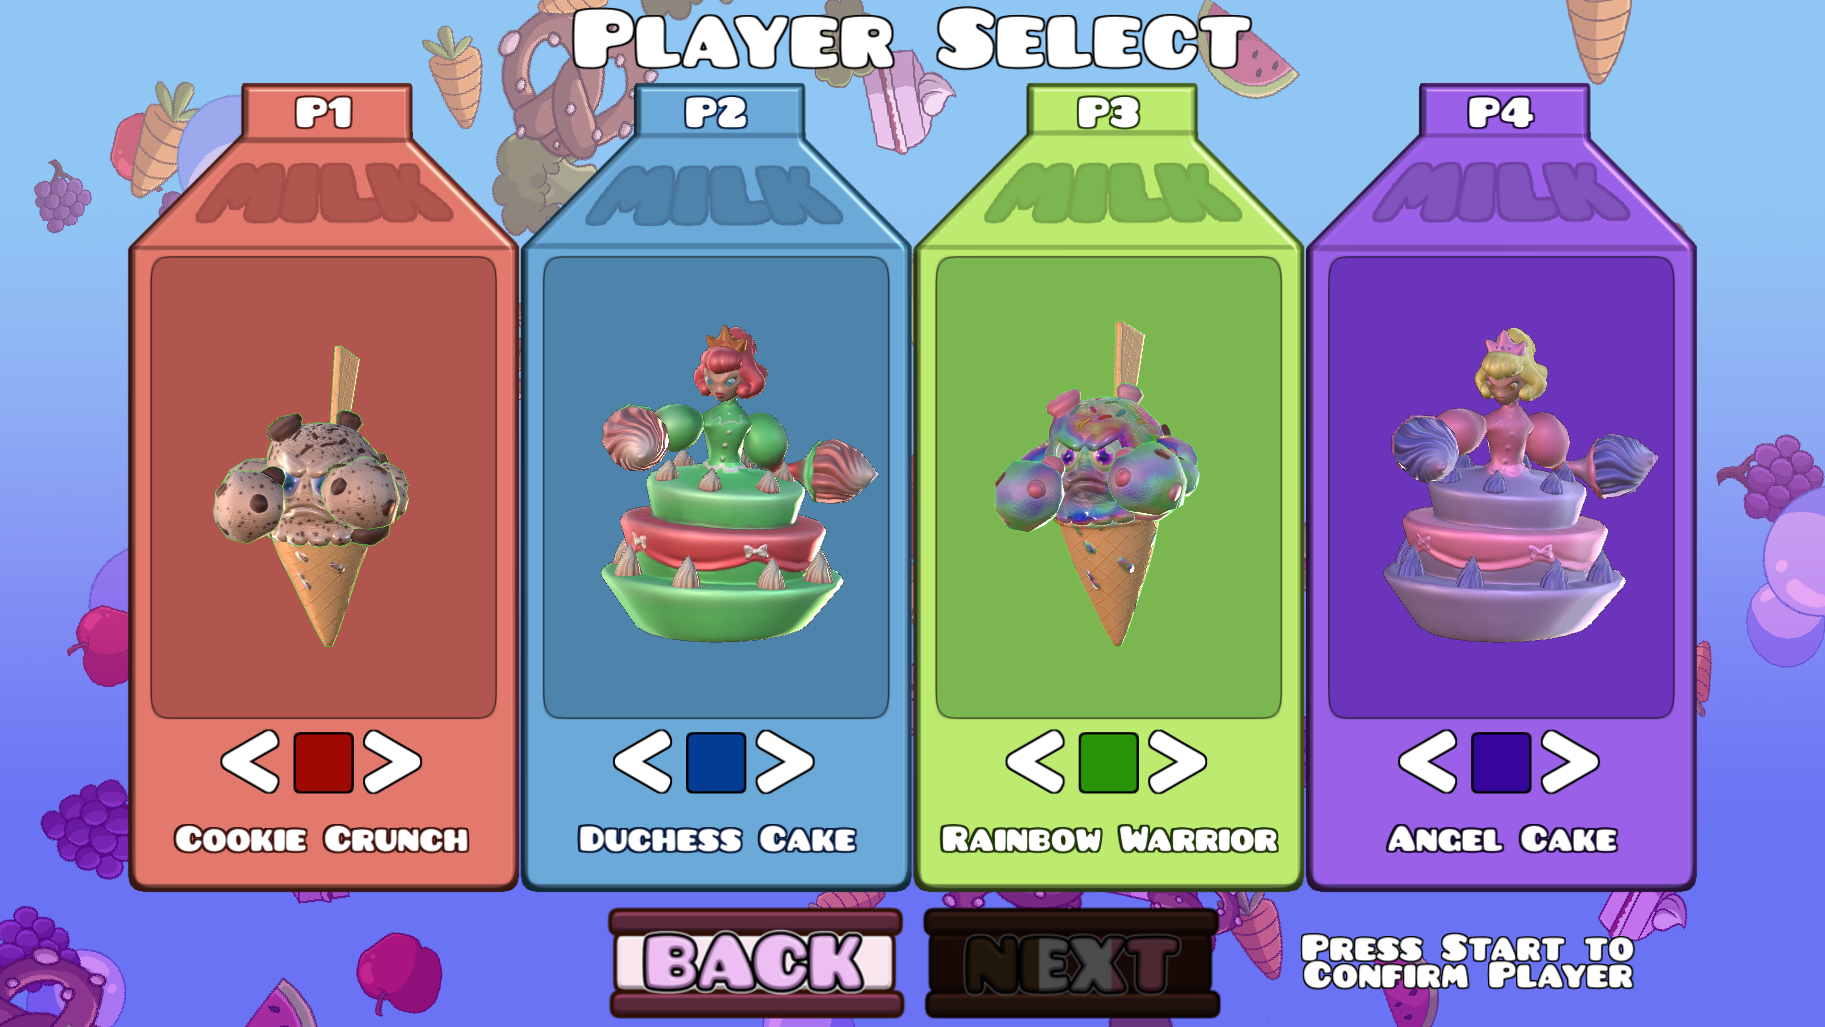 PLAYER SELECT
P1
P2
P3
P4
MILK
MILK
MILK
MILK
COOKIE CRUNCH
DUCHESS CAKE
RAINBOW WARRIOR
ANGEL CAKE
BACK
NEXT
PRESS START TO
CONFIRM PLAYER